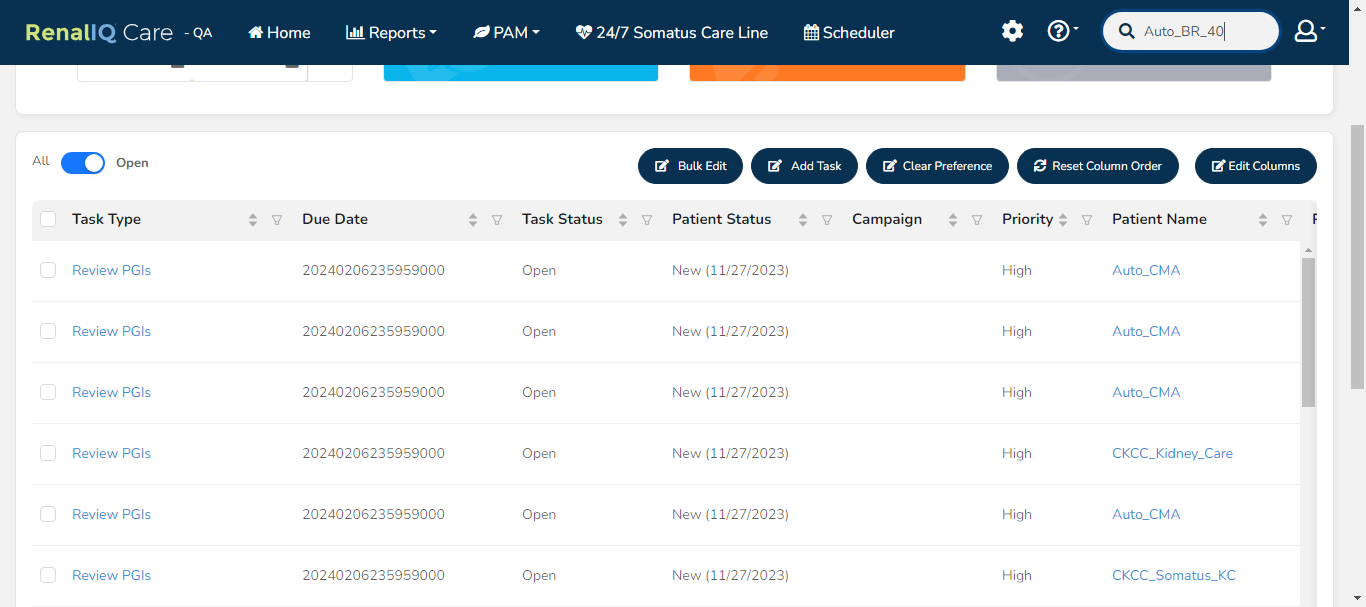 RenalIQ Care - QA Home Reports PAM 24/7 Somatus Care Line Scheduler Auto_BR_40
All Open Bulk Edit Add Task Clear Preference Reset Column Order Edit Columns
Task Type Due Date Task Status Patient Status Campaign Priority Patient Name
Review PGIs 20240206235959000 Open New (11/27/2023) High Auto_CMA
Review PGIs 20240206235959000 Open New (11/27/2023) High Auto_CMA
Review PGIs 20240206235959000 Open New (11/27/2023) High Auto_CMA
Review PGIs 20240206235959000 Open New (11/27/2023) High CKCC_Kidney_Care
Review PGIs 20240206235959000 Open New (11/27/2023) High Auto_CMA
Review PGIs 20240206235959000 Open New (11/27/2023) High CKCC_Somatus_KC